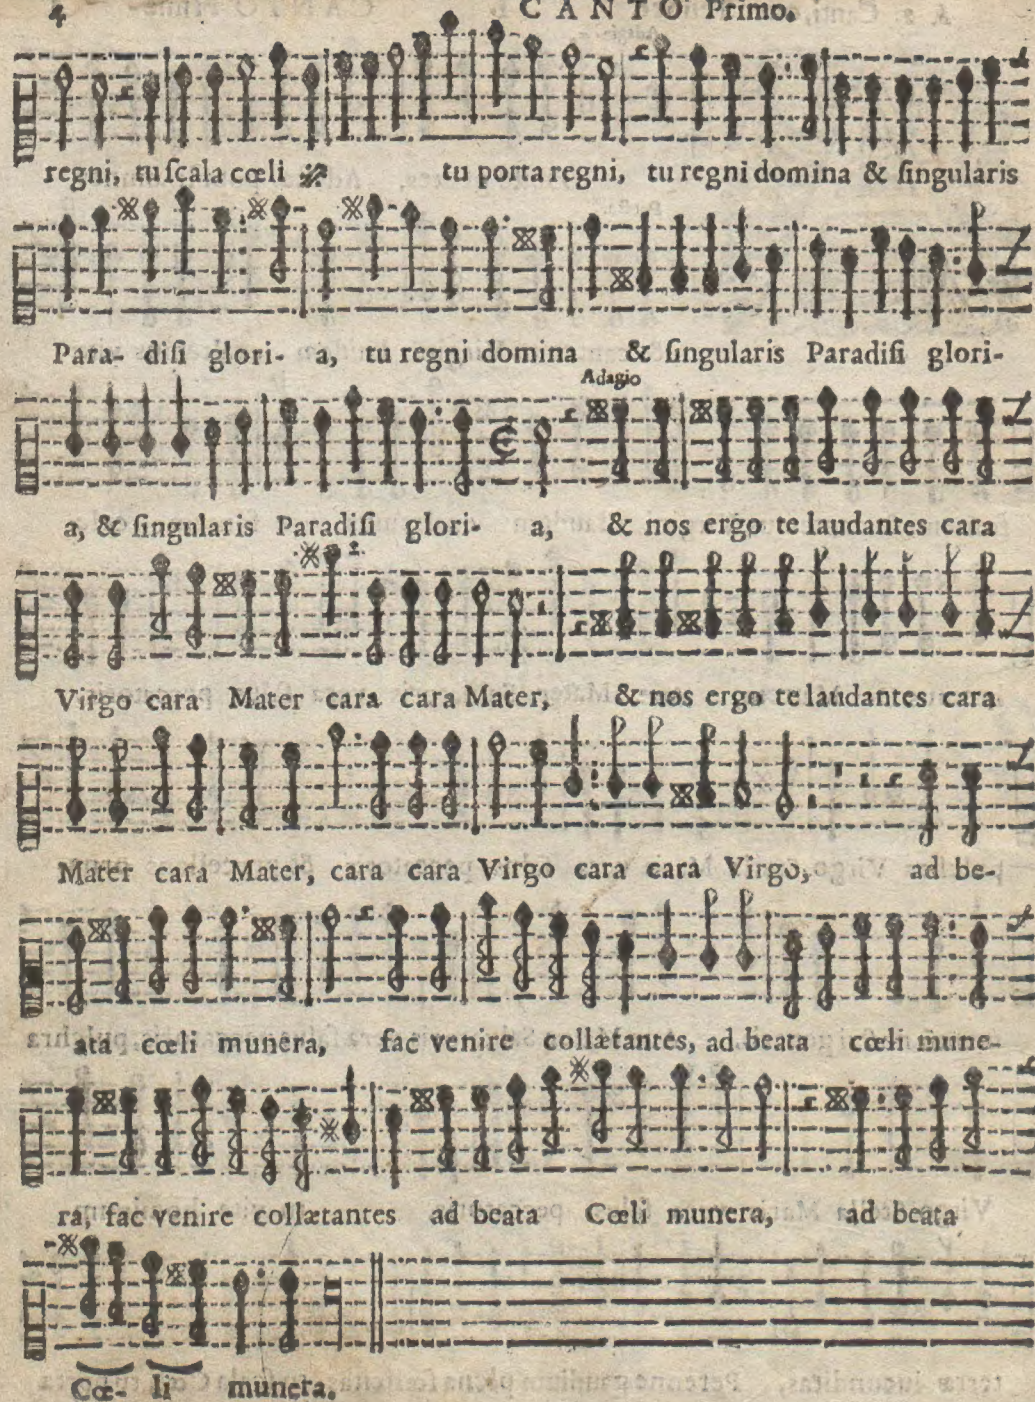 4 CANTO Primo.
regni, tu ſcala cœli tu porta regni, tu regni domina & ſingularis
Para- diſi glori- a, tu regni domina & ſingularis Paradiſi glori-
Adagio
a, & ſingularis Paradiſi glori- a, & nos ergo te laudantes cara
Virgo cara Mater cara cara Mater, & nos ergo te laudantes cara
Mater cara Mater, cara cara Virgo cara cara Virgo, ad be-
ata cœli munera, fac venire collætantes, ad beata cœli mune-
ra, fac venire collætantes ad beata Cœli munera, ad beata
Cœ- li munera.